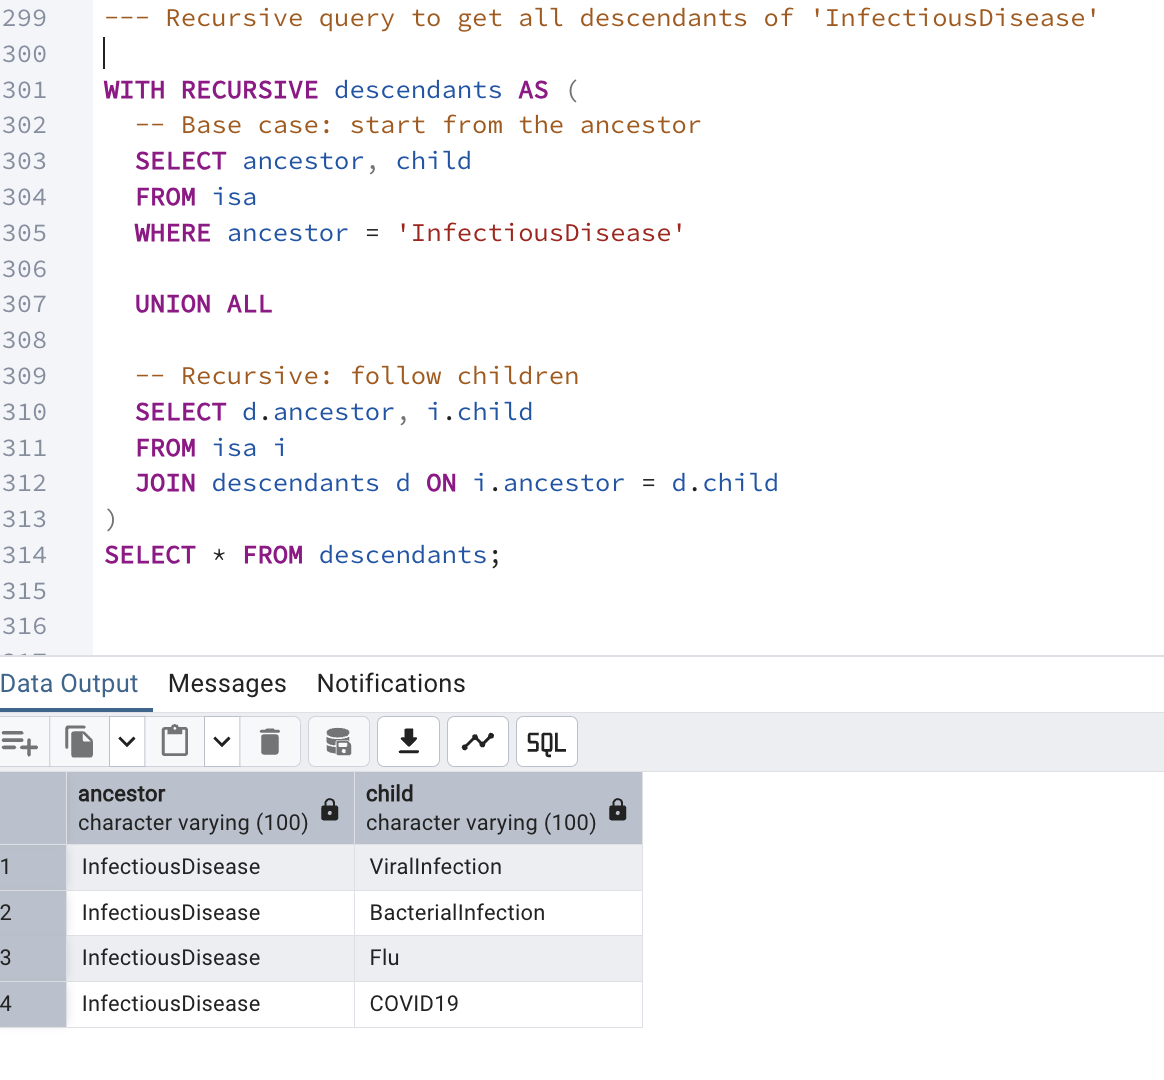 299 --- Recursive query to get all descendants of 'InfectiousDisease'
300
301 WITH RECURSIVE descendants AS (
302 -- Base case: start from the ancestor
303 SELECT ancestor, child
304 FROM isa
305 WHERE ancestor = 'InfectiousDisease'
306
307 UNION ALL
308
309 -- Recursive: follow children
310 SELECT d.ancestor, i.child
311 FROM isa i
312 JOIN descendants d ON i.ancestor = d.child
313 )
314 SELECT * FROM descendants;
315
316
Data Output Messages Notifications
SQL
ancestor child
character varying (100) character varying (100)
1 InfectiousDisease ViralInfection
2 InfectiousDisease BacterialInfection
3 InfectiousDisease Flu
4 InfectiousDisease COVID19